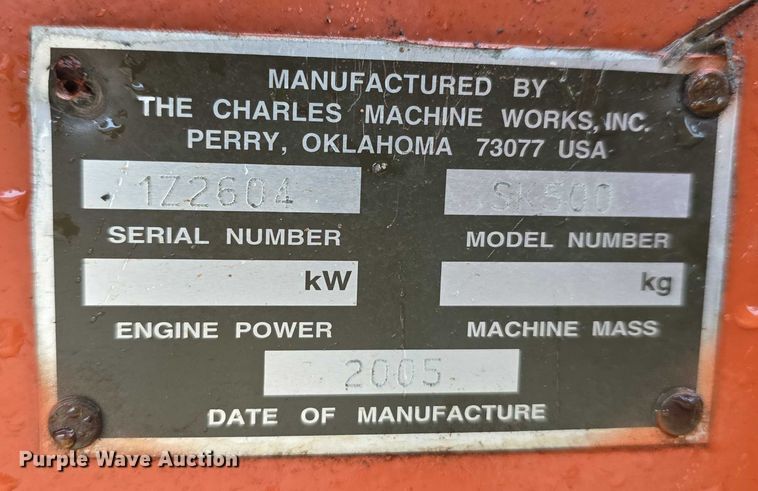 MANUFACTURED BY
THE CHARLES MACHINE WORKS, INC.
PERRY, OKLAHOMA 73077 USA
1Z2604 SK500
SERIAL NUMBER MODEL NUMBER
kW kg
ENGINE POWER MACHINE MASS
2005
DATE OF MANUFACTURE
Purple Wave Auction